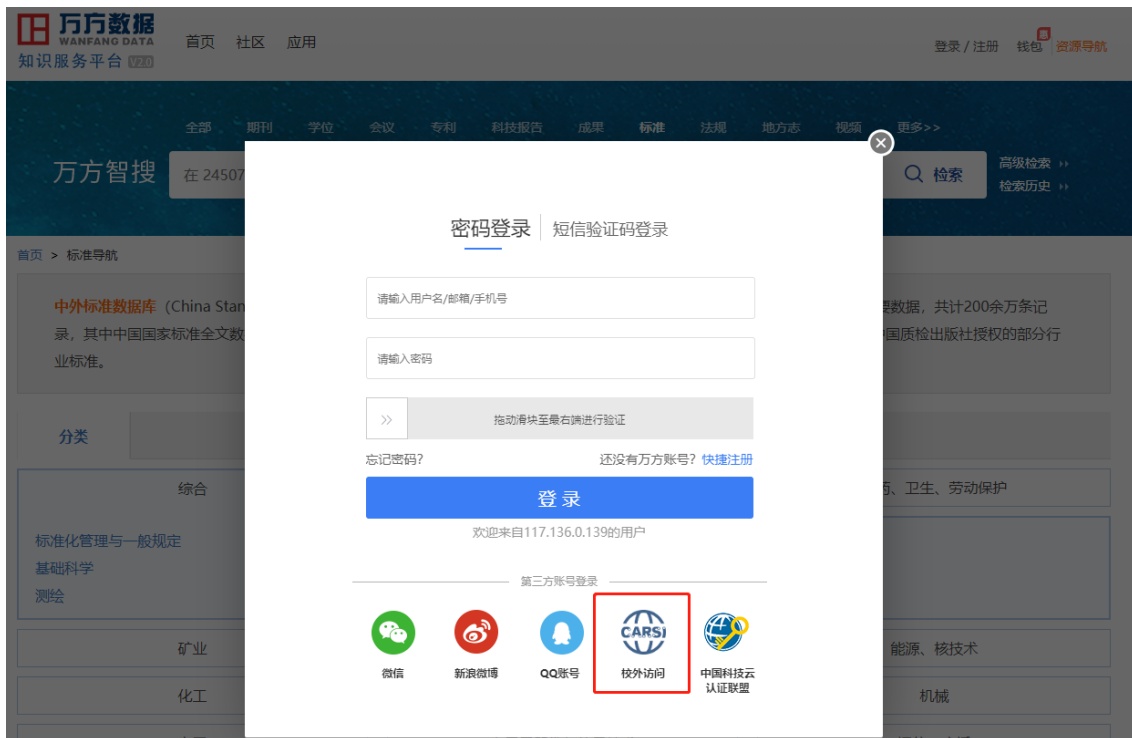 万方数据
WANFANG DATA
知识服务平台 V2.0
首页 社区 应用
登录 / 注册 钱包 惠 资源导航
全部 期刊 学位 会议 专利 科技报告 成果 标准 法规 地方志 视频 更多>>
万方智搜
在 24507
检索
高级检索
检索历史
首页 > 标准导航
中外标准数据库 (China Stan
要数据，共计200余万条记
录，其中中国国家标准全文数
国质检出版社授权的部分行
业标准。
分类
综合
标准化管理与一般规定
基础科学
测绘
矿业
化工
药、卫生、劳动保护
能源、核技术
机械
密码登录 短信验证码登录
请输入用户名/邮箱/手机号
请输入密码
拖动滑块至最右端进行验证
忘记密码? 还没有万方账号? 快捷注册
登 录
欢迎来自117.136.0.139的用户
第三方账号登录
CARSI
微信 新浪微博 QQ账号 校外访问 中国科技云
认证联盟